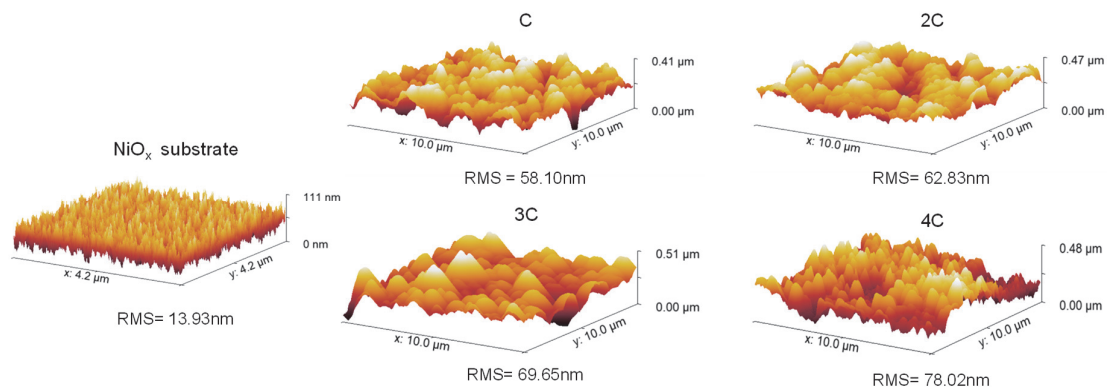 NiOₓ substrate
111 nm
0 nm
x: 4.2 µm
y: 4.2 µm
RMS= 13.93nm
C
0.41 µm
0.00 µm
x: 10.0 µm
y: 10.0 µm
RMS = 58.10nm
2C
0.47 µm
0.00 µm
x: 10.0 µm
y: 10.0 µm
RMS= 62.83nm
3C
0.51 µm
0.00 µm
x: 10.0 µm
y: 10.0 µm
RMS= 69.65nm
4C
0.48 µm
0.00 µm
x: 10.0 µm
y: 10.0 µm
RMS= 78.02nm